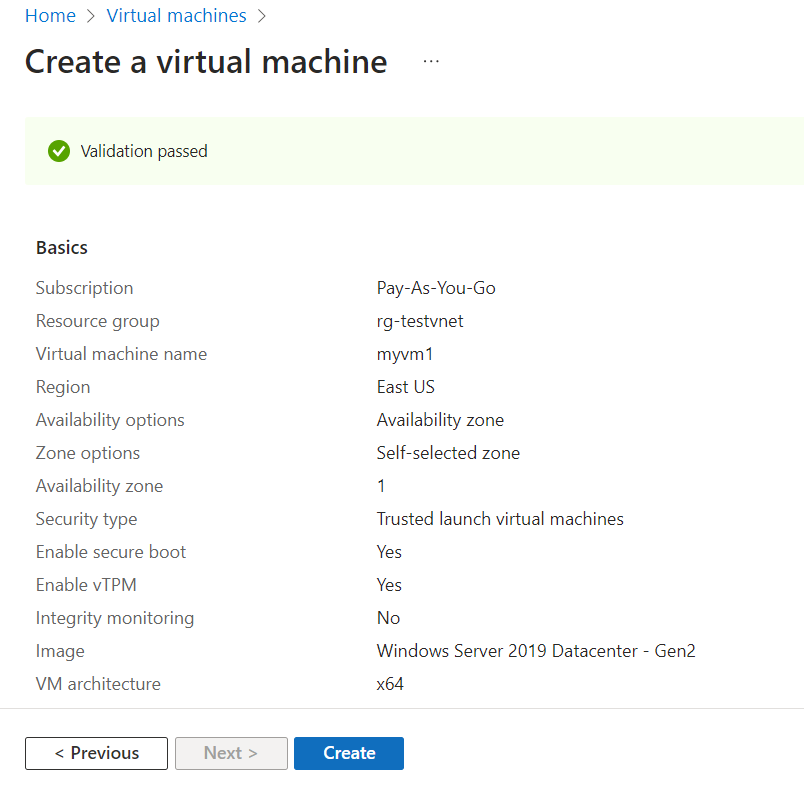 Home > Virtual machines >
Create a virtual machine ...
Validation passed
Basics
Subscription Pay-As-You-Go
Resource group rg-testvnet
Virtual machine name myvm1
Region East US
Availability options Availability zone
Zone options Self-selected zone
Availability zone 1
Security type Trusted launch virtual machines
Enable secure boot Yes
Enable vTPM Yes
Integrity monitoring No
Image Windows Server 2019 Datacenter - Gen2
VM architecture x64
< Previous Next > Create